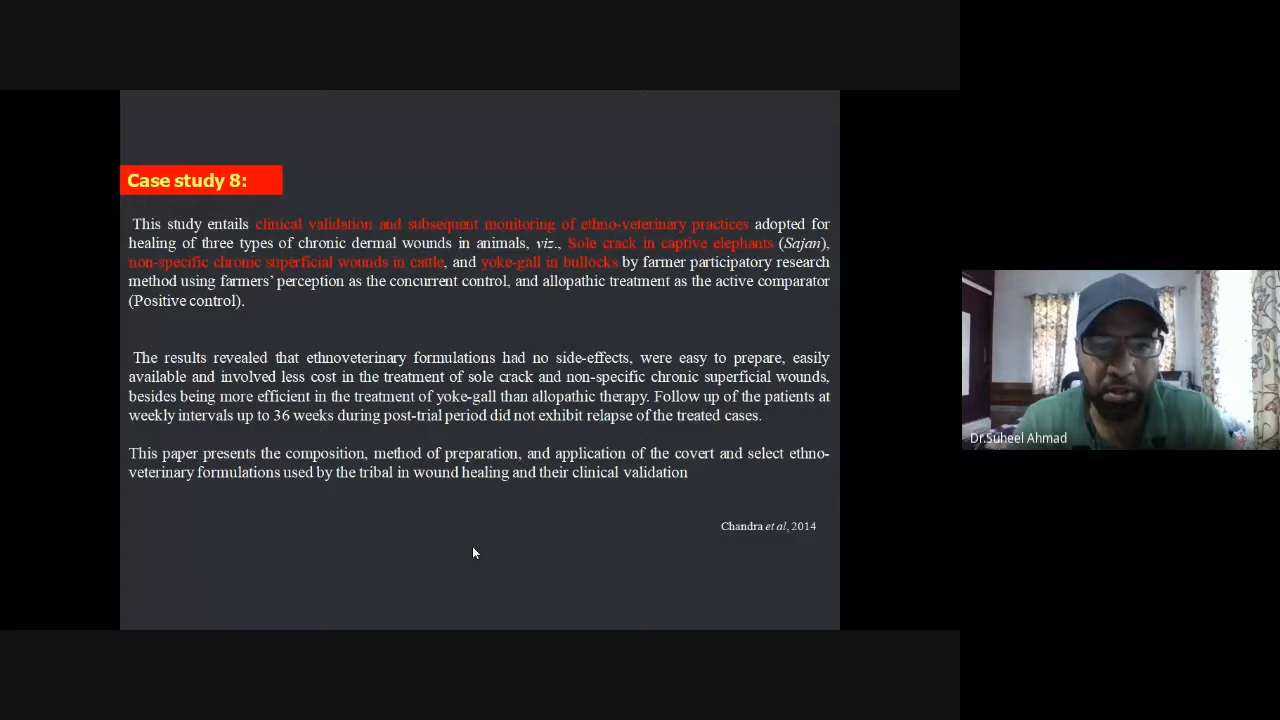 Case study 8:
This study entails clinical validation and subsequent monitoring of ethno-veterinary practices adopted for
healing of three types of chronic dermal wounds in animals, viz., Sole crack in captive elephants (Sajan),
non-specific chronic superficial wounds in cattle, and yoke-gall in bullocks by farmer participatory research
method using farmers' perception as the concurrent control, and allopathic treatment as the active comparator
(Positive control).
The results revealed that ethnoveterinary formulations had no side-effects, were easy to prepare, easily
available and involved less cost in the treatment of sole crack and non-specific chronic superficial wounds,
besides being more efficient in the treatment of yoke-gall than allopathic therapy. Follow up of the patients at
weekly intervals up to 36 weeks during post-trial period did not exhibit relapse of the treated cases.
This paper presents the composition, method of preparation, and application of the covert and select ethno-
veterinary formulations used by the tribal in wound healing and their clinical validation
Chandra et al, 2014
Dr.Suheel Ahmad